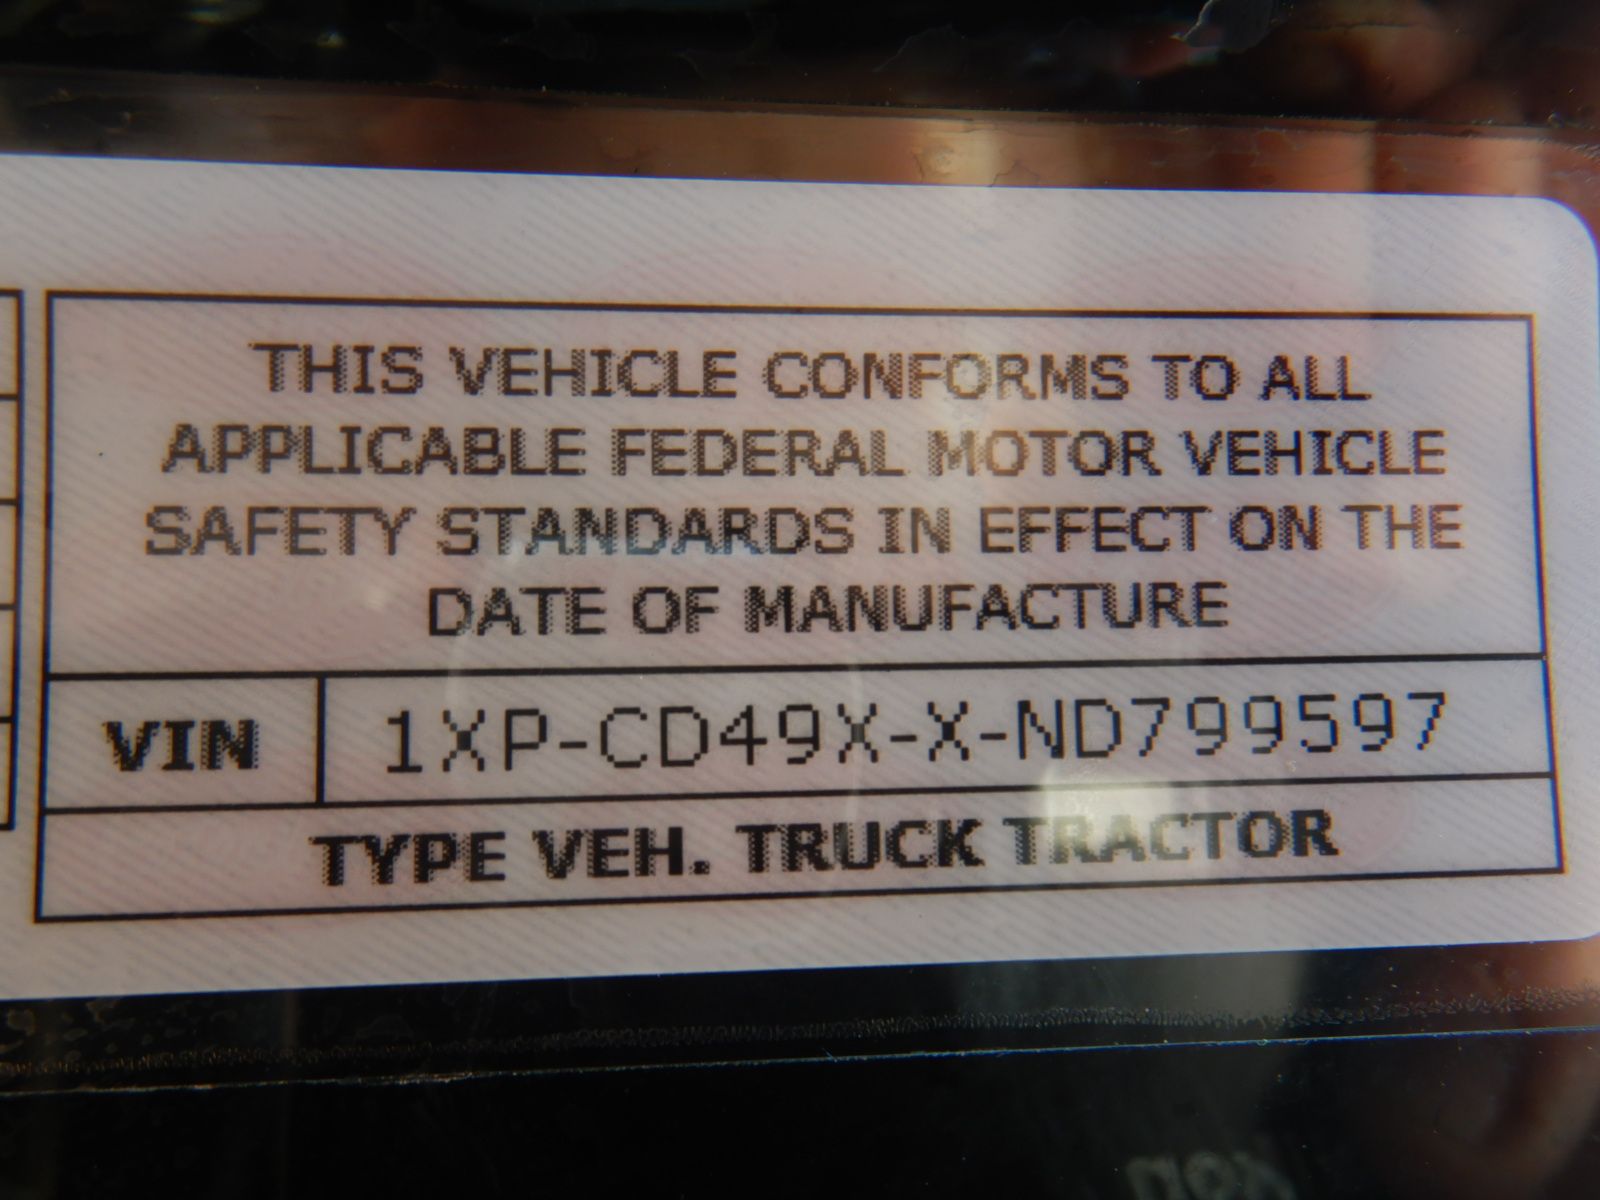 THIS VEHICLE CONFORMS TO ALL
APPLICABLE FEDERAL MOTOR VEHICLE
SAFETY STANDARDS IN EFFECT ON THE
DATE OF MANUFACTURE
VIN 1XP-CD49X-X-ND799597
TYPE VEH. TRUCK TRACTOR